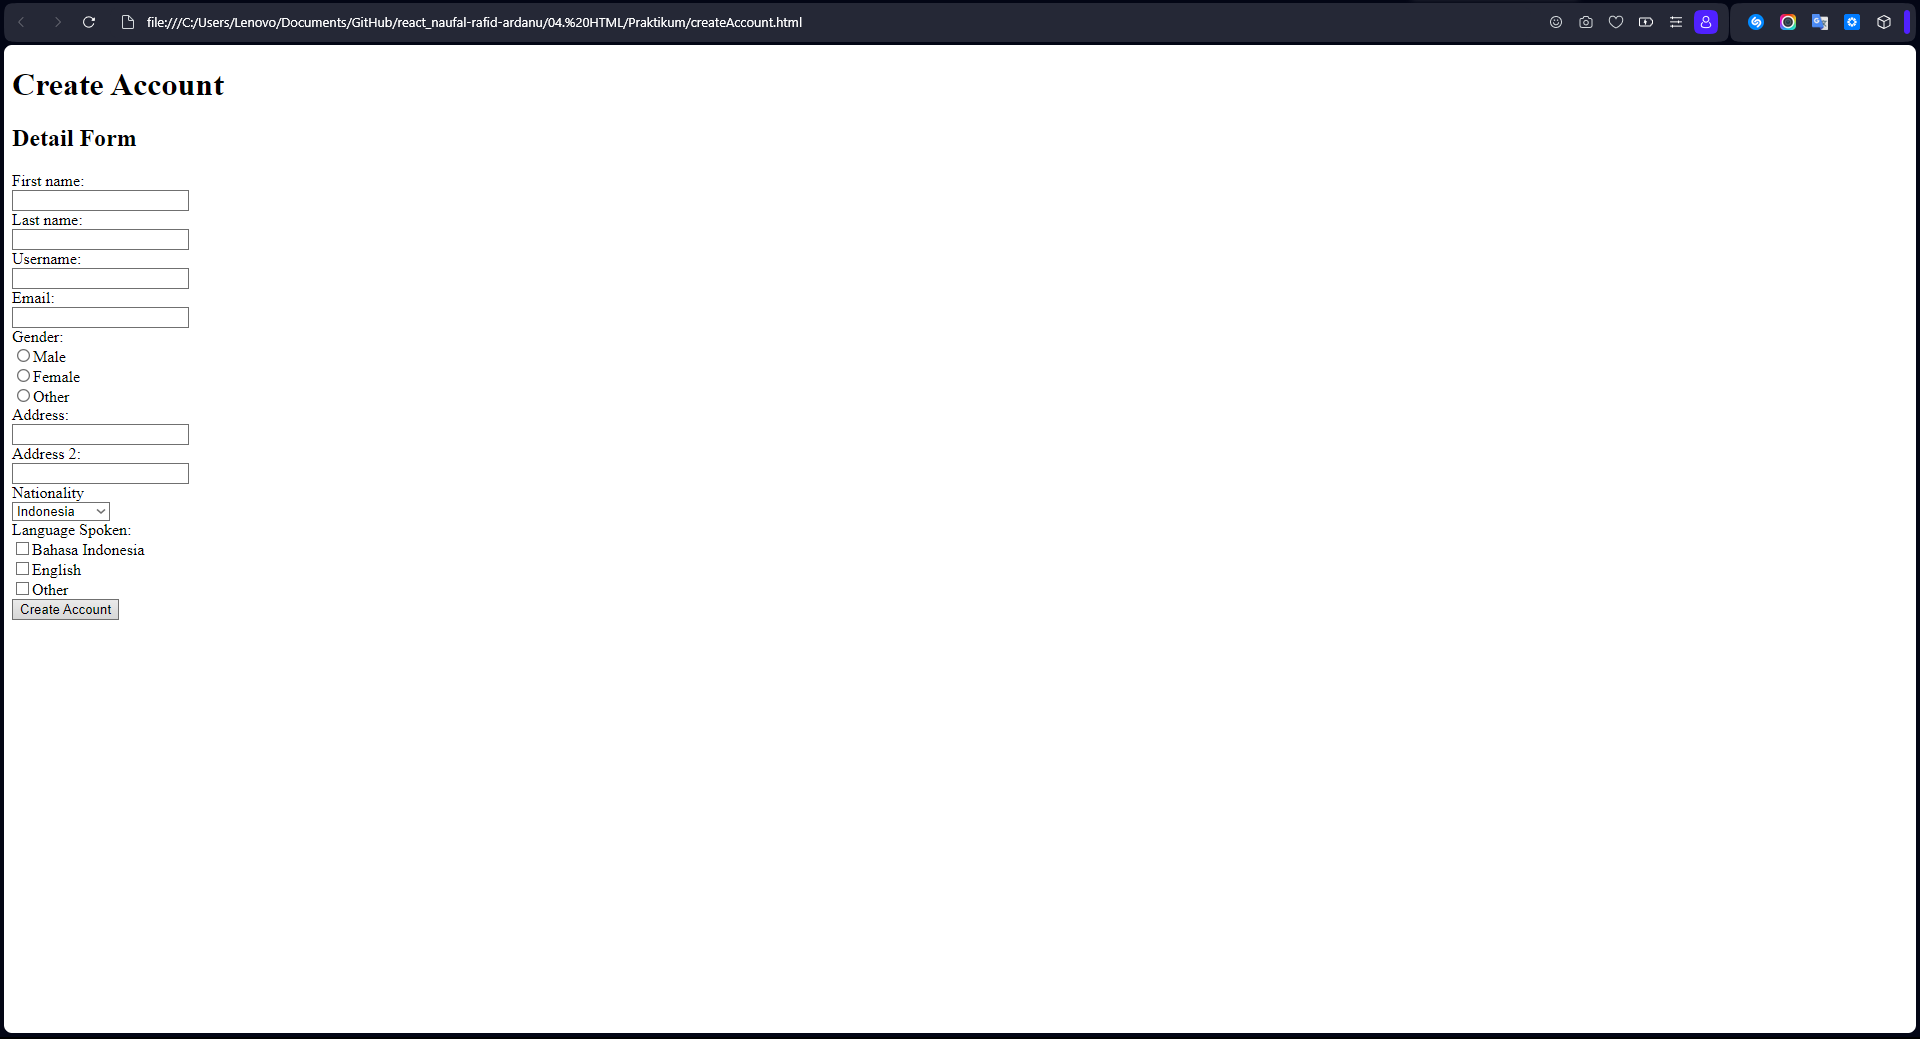 file:///C:/Users/Lenovo/Documents/GitHub/react_naufal-rafid-ardanu/04.%20HTML/Praktikum/createAccount.html
Create Account
Detail Form
First name:
Last name:
Username:
Email:
Gender:
Male
Female
Other
Address:
Address 2:
Nationality
Indonesia
Language Spoken:
Bahasa Indonesia
English
Other
Create Account